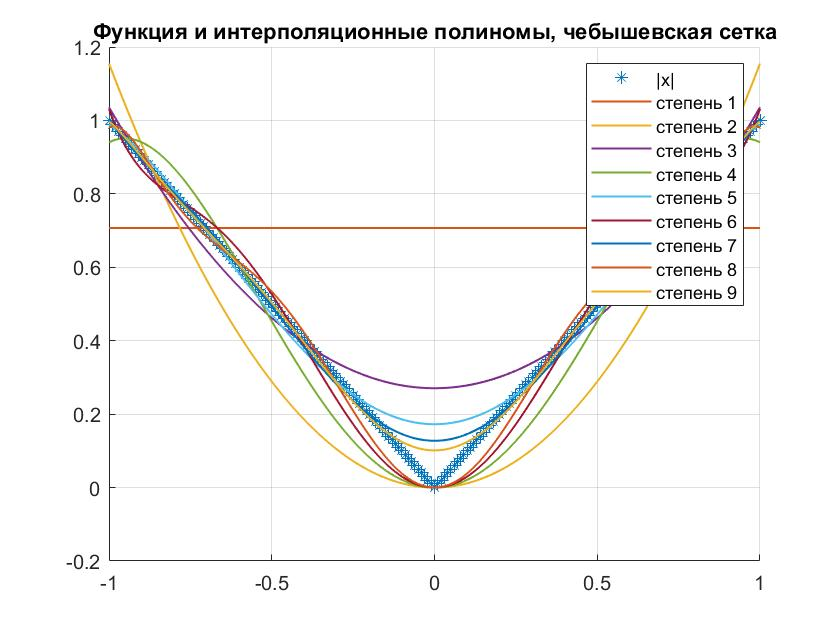 Функция и интерполяционные полиномы, чебышевская сетка
1.2
1
0.8
0.6
0.4
0.2
0
-0.2
-1
-0.5
0
0.5
1
|x|
степень 1
степень 2
степень 3
степень 4
степень 5
степень 6
степень 7
степень 8
степень 9